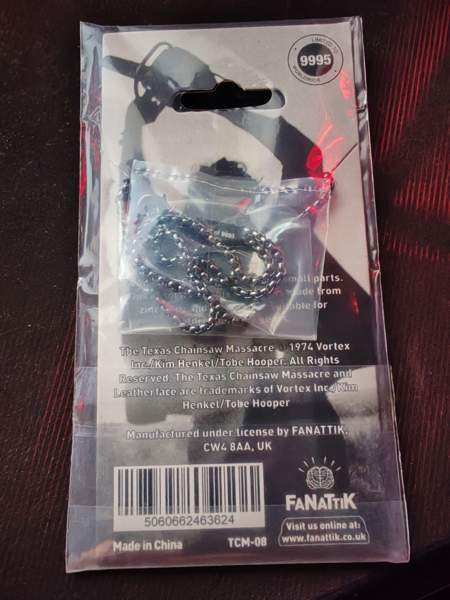 LIMITED TO
9995
WORLDWIDE
small parts.
made from
for
The Texas Chainsaw Massacre © 1974 Vortex
Inc./Kim Henkel/Tobe Hooper. All Rights
Reserved. The Texas Chainsaw Massacre and
Leatherface are trademarks of Vortex Inc./Kim
Henkel/Tobe Hooper
Manufactured under license by FANATTIK,
CW4 8AA, UK
5060662463624
Made in China
TCM-08
FANATTIK
Visit us online at:
www.fanattik.co.uk